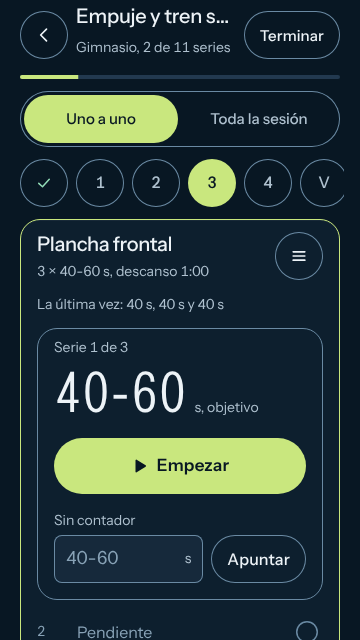 Empuje y tren s...
Gimnasio, 2 de 11 series
Terminar
Uno a uno
Toda la sesión
1
2
3
4
V
Plancha frontal
3 × 40-60 s, descanso 1:00
La última vez: 40 s, 40 s y 40 s
Serie 1 de 3
40-60 s, objetivo
Empezar
Sin contador
40-60 s
Apuntar
2 Pendiente